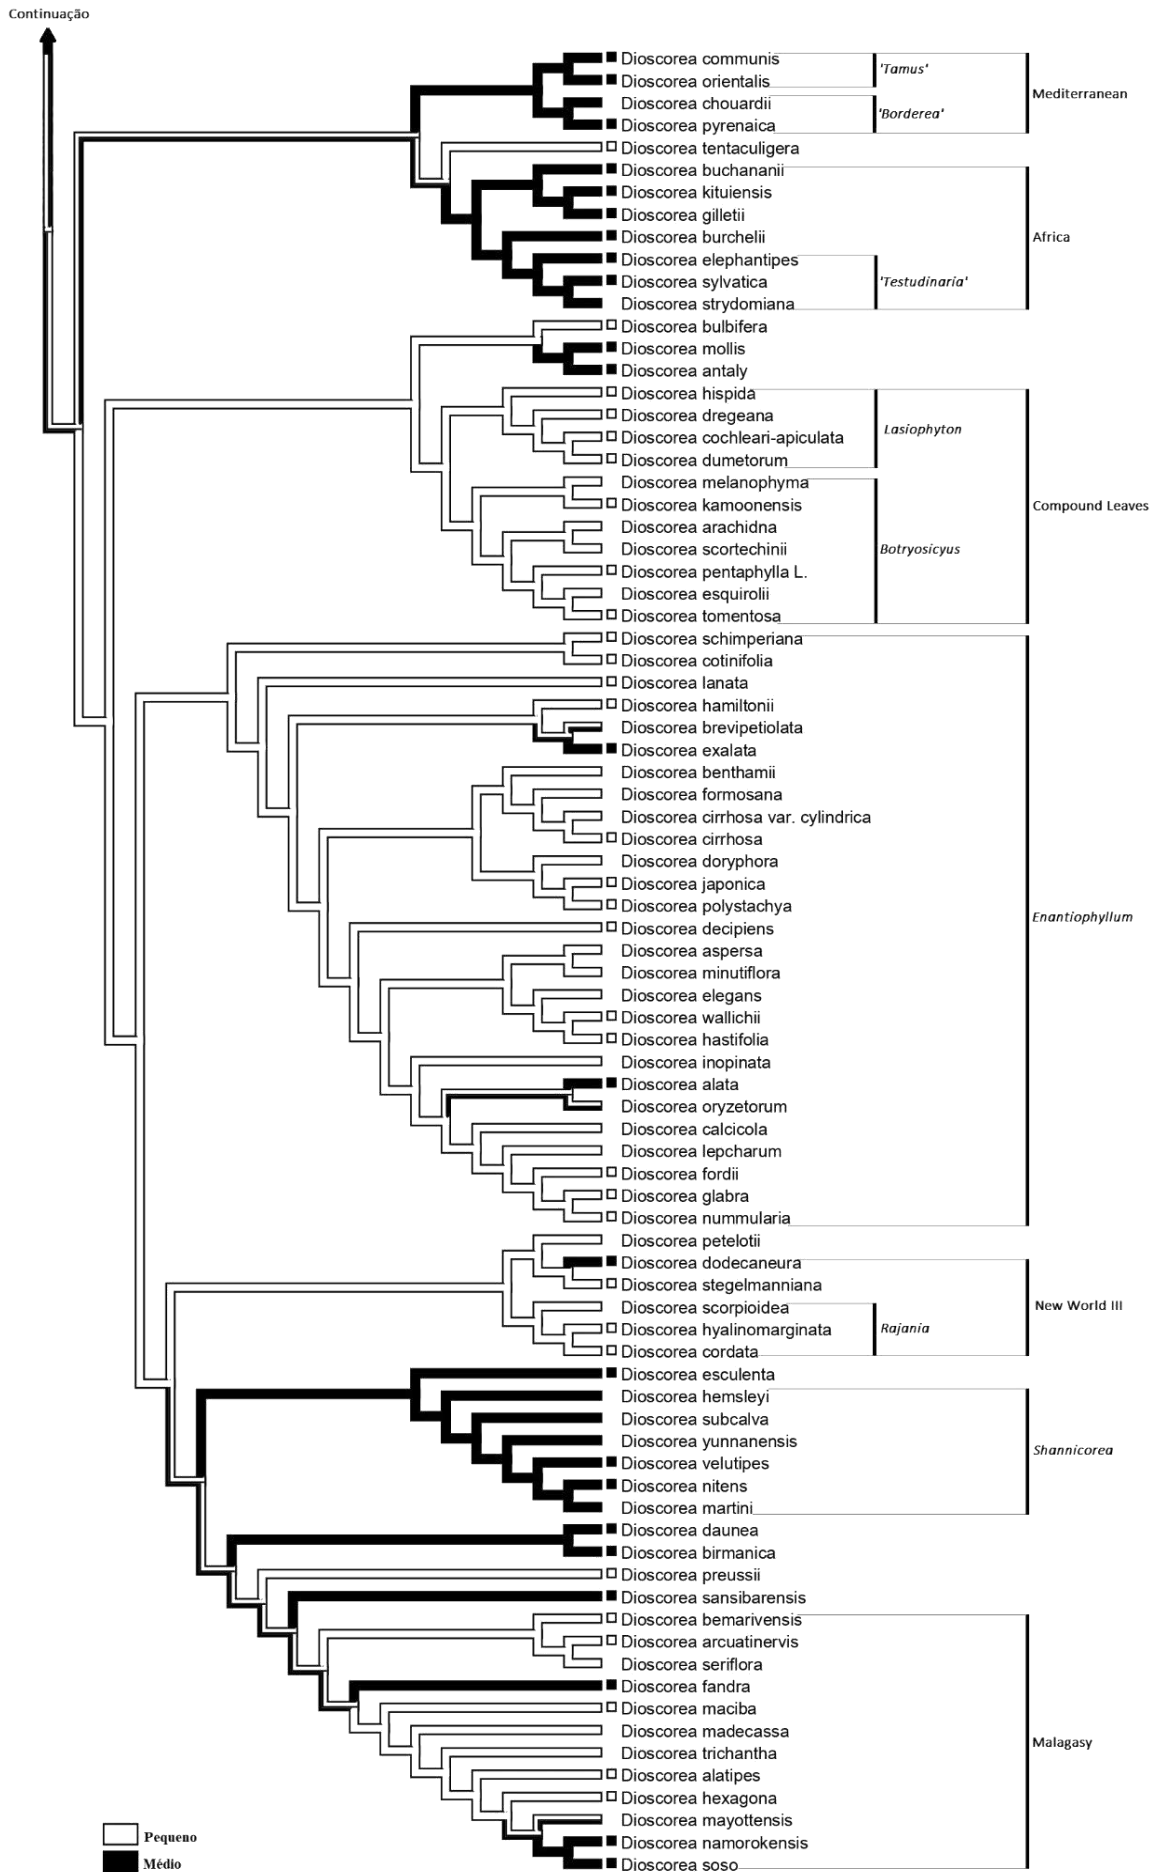 Continuação
Dioscorea communis
Dioscorea orientalis
'Tamus'
Dioscorea chouardii
Dioscorea pyrenaica
'Borderea'
Mediterranean
Dioscorea tentaculigera
Dioscorea buchananii
Dioscorea kituiensis
Dioscorea gilletii
Dioscorea burchelii
Africa
Dioscorea elephantipes
Dioscorea sylvatica
Dioscorea strydomiana
'Testudinaria'
Dioscorea bulbifera
Dioscorea mollis
Dioscorea antaly
Dioscorea hispida
Dioscorea dregeana
Dioscorea cochleari-apiculata
Dioscorea dumetorum
Lasiophyton
Dioscorea melanophyma
Dioscorea kamoonensis
Compound Leaves
Dioscorea arachidna
Dioscorea scortechinii
Botryosicyus
Dioscorea pentaphylla L.
Dioscorea esquirolii
Dioscorea tomentosa
Dioscorea schimperiana
Dioscorea cotinifolia
Dioscorea lanata
Dioscorea hamiltonii
Dioscorea brevipetiolata
Dioscorea exalata
Dioscorea benthamii
Dioscorea formosana
Dioscorea cirrhosa var. cylindrica
Dioscorea cirrhosa
Dioscorea doryphora
Dioscorea japonica
Dioscorea polystachya
Enantiophyllum
Dioscorea decipiens
Dioscorea aspersa
Dioscorea minutiflora
Dioscorea elegans
Dioscorea wallichii
Dioscorea hastifolia
Dioscorea inopinata
Dioscorea alata
Dioscorea oryzetorum
Dioscorea calcicola
Dioscorea lepcharum
Dioscorea fordii
Dioscorea glabra
Dioscorea nummularia
Dioscorea petelotii
Dioscorea dodecaneura
Dioscorea stegelmanniana
New World III
Dioscorea scorpioidea
Dioscorea hyalinomarginata
Dioscorea cordata
Rajania
Dioscorea esculenta
Dioscorea hemsleyi
Dioscorea subcalva
Dioscorea yunnanensis
Shannicorea
Dioscorea velutipes
Dioscorea nitens
Dioscorea martini
Dioscorea daunea
Dioscorea birmanica
Dioscorea preussii
Dioscorea sansibarensis
Dioscorea bemarivensis
Dioscorea arcuatinervis
Dioscorea seriflora
Dioscorea fandra
Dioscorea maciba
Dioscorea madecassa
Malagasy
Dioscorea trichantha
Dioscorea alatipes
Dioscorea hexagona
Dioscorea mayottensis
Dioscorea namorokensis
Dioscorea soso
Pequeno
Médio